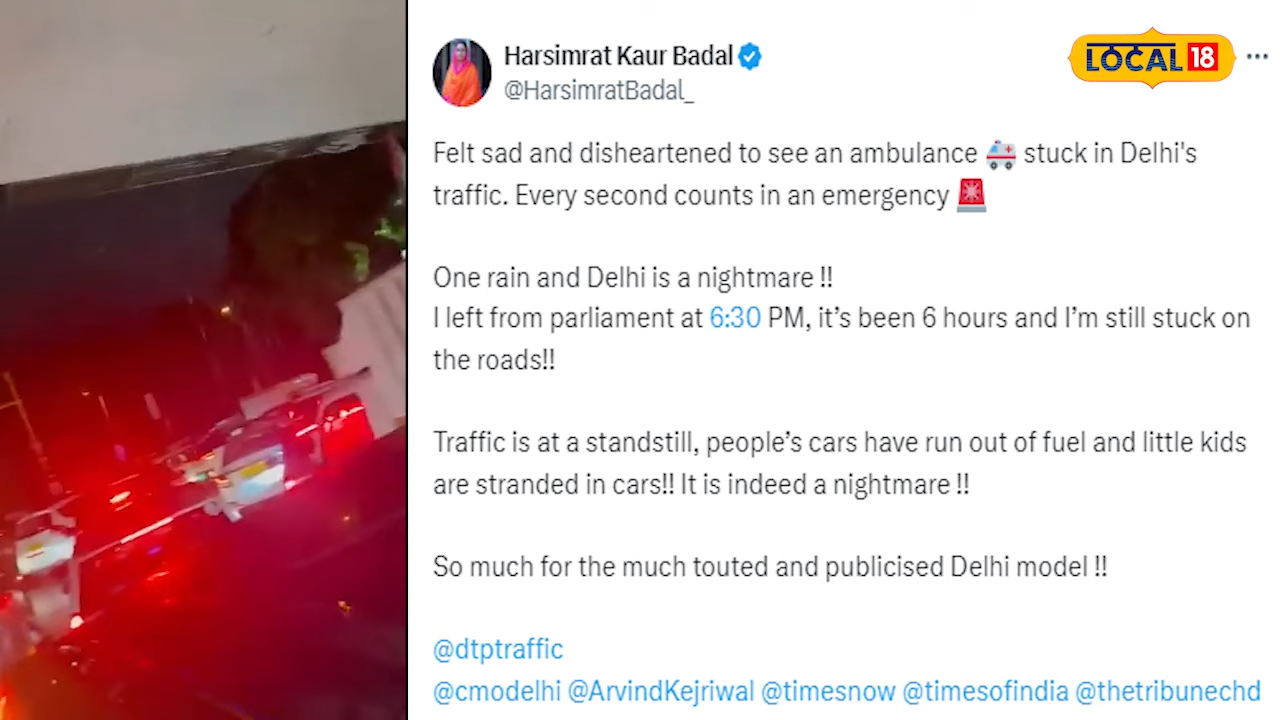 Harsimrat Kaur Badal
LOCAL 18
@HarsimratBadal_
Felt sad and disheartened to see an ambulance 🚑 stuck in Delhi's
traffic. Every second counts in an emergency 🚨
One rain and Delhi is a nightmare !!
I left from parliament at 6:30 PM, it’s been 6 hours and I’m still stuck on
the roads!!
Traffic is at a standstill, people’s cars have run out of fuel and little kids
are stranded in cars!! It is indeed a nightmare !!
So much for the much touted and publicised Delhi model !!
@dtptraffic
@cmodelhi @ArvindKejriwal @timesnow @timesofindia @thetribunechd